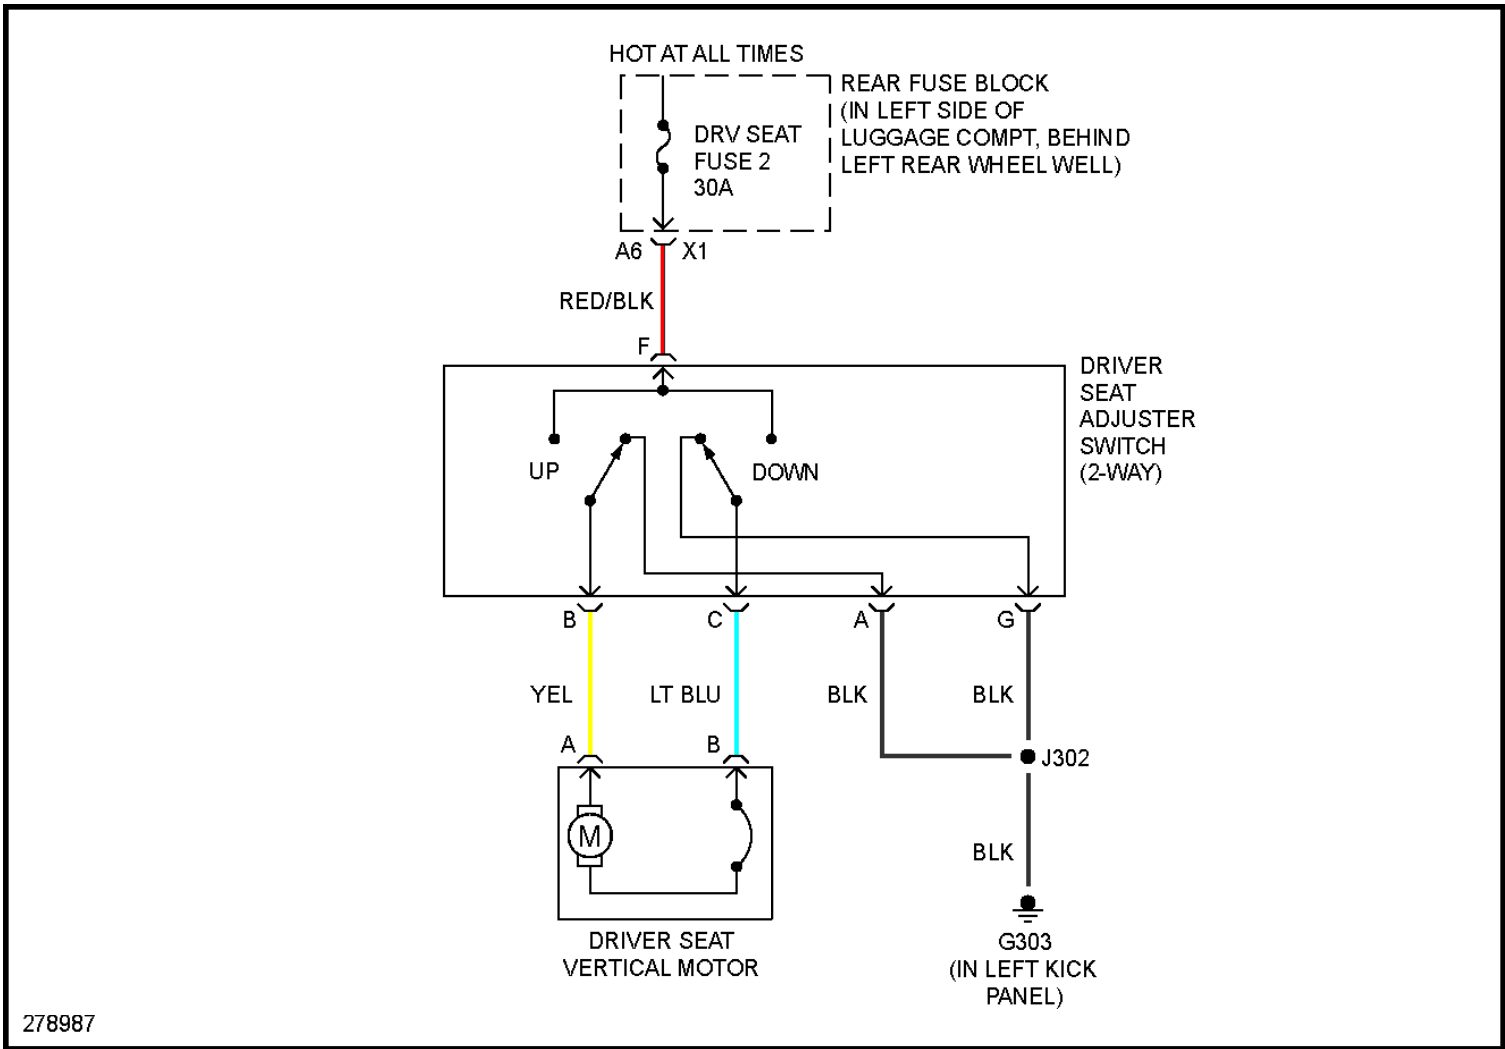 HOT AT ALL TIMES
REAR FUSE BLOCK
(IN LEFT SIDE OF
LUGGAGE COMPT, BEHIND
LEFT REAR WHEEL WELL)
DRV SEAT
FUSE 2
30A
A6
X1
RED/BLK
F
DRIVER
SEAT
ADJUSTER
SWITCH
(2-WAY)
UP
DOWN
B
C
A
G
YEL
LT BLU
BLK
BLK
A
B
J302
M
BLK
DRIVER SEAT
VERTICAL MOTOR
G303
(IN LEFT KICK
PANEL)
278987